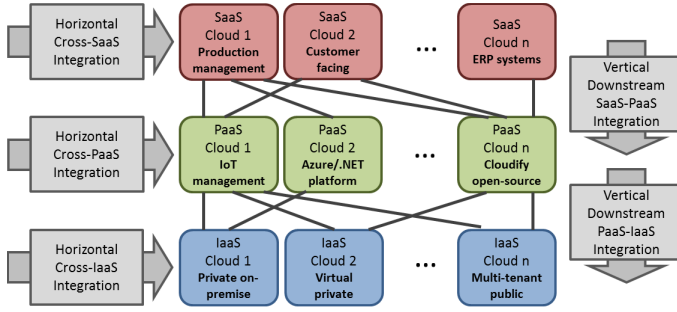 Horizontal
Cross-SaaS
Integration
SaaS
Cloud 1
Production
management
SaaS
Cloud 2
Customer
facing
...
SaaS
Cloud n
ERP systems
Vertical
Downstream
SaaS-PaaS
Integration
Horizontal
Cross-PaaS
Integration
PaaS
Cloud 1
IoT
management
PaaS
Cloud 2
Azure/.NET
platform
...
PaaS
Cloud n
Cloudify
open-source
Vertical
Downstream
PaaS-IaaS
Integration
Horizontal
Cross-IaaS
Integration
IaaS
Cloud 1
Private on-
premise
IaaS
Cloud 2
Virtual
private
...
IaaS
Cloud n
Multi-tenant
public